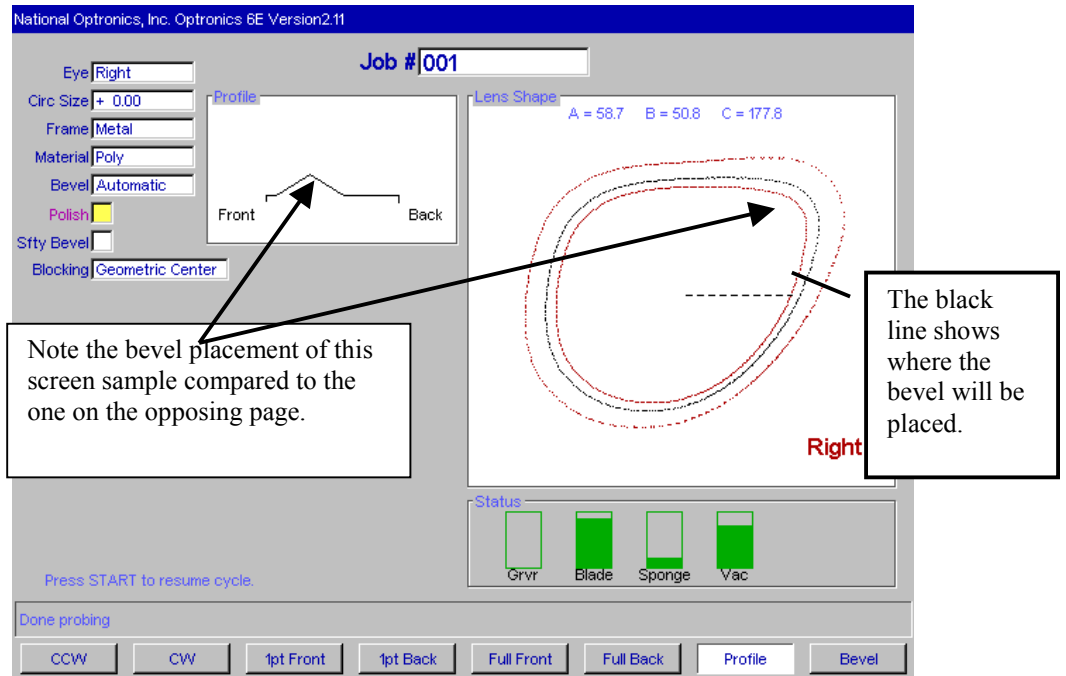 National Optronics, Inc. Optronics 6E Version2.11
Job # 001
Eye Right
Circ Size + 0.00
Frame Metal
Material Poly
Bevel Automatic
Polish
Sfty Bevel
Blocking Geometric Center
Profile
Front Back
Lens Shape
A = 58.7 B = 50.8 C = 177.8
Right
Note the bevel placement of this
screen sample compared to the
one on the opposing page.
The black
line shows
where the
bevel will be
placed.
Status
Grvr Blade Sponge Vac
Press START to resume cycle.
Done probing
CCW CW 1pt Front 1pt Back Full Front Full Back Profile Bevel